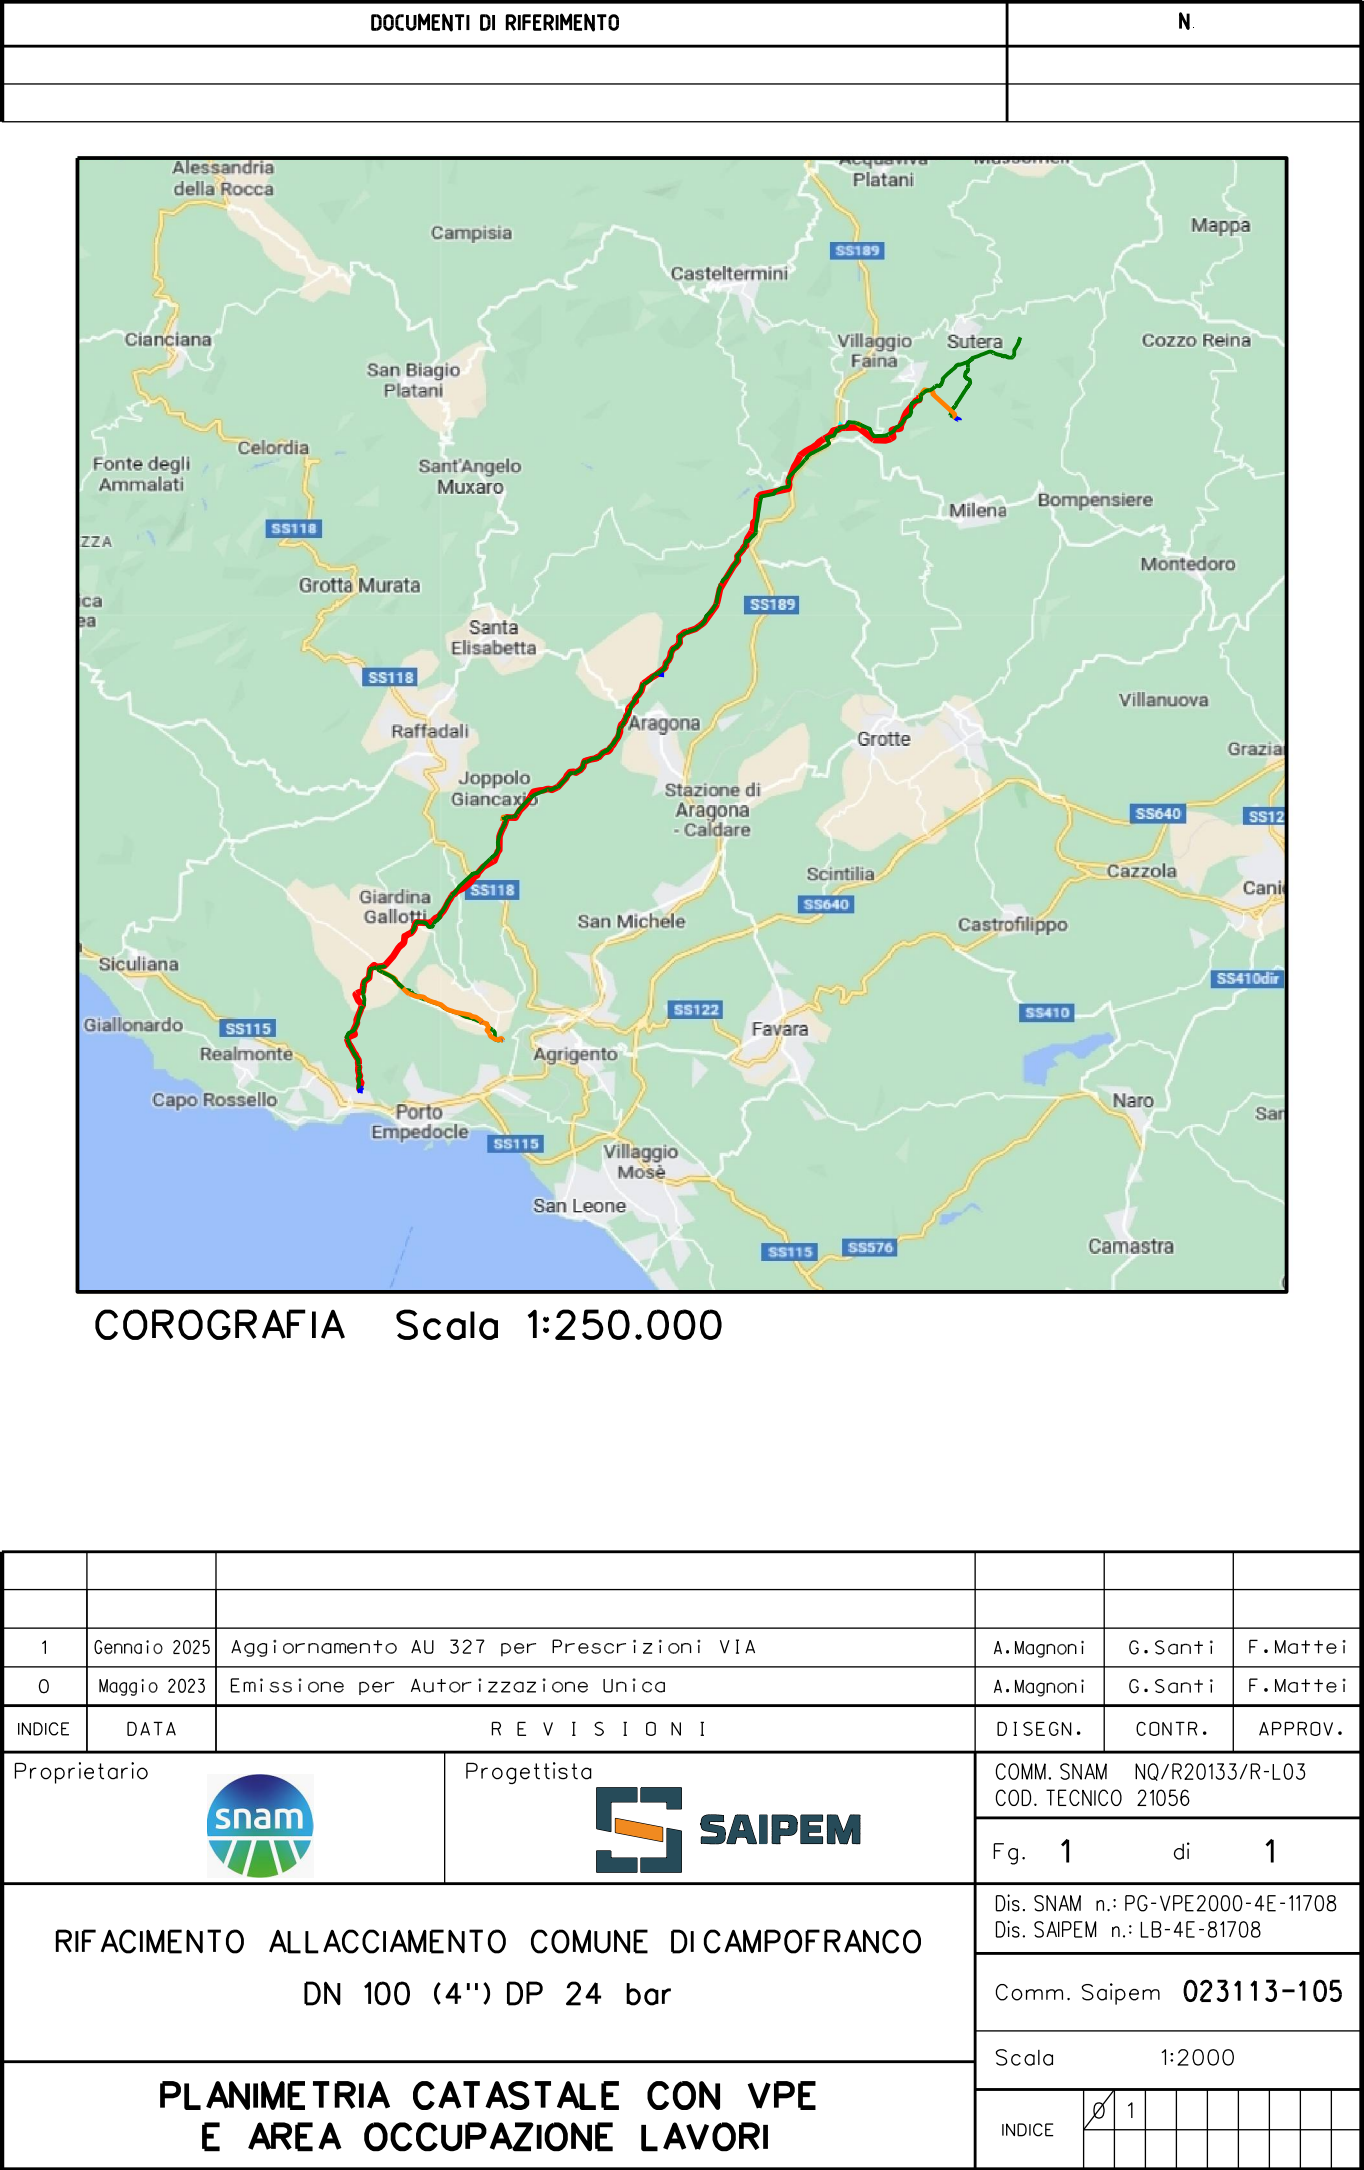 DOCUMENTI DI RIFERIMENTO
N.
Alessandria
della Rocca
Platani
Campisia
Mappa
SS189
Casteltermini
Cianciana
Villaggio
Faina
Sutera
Cozzo Reina
San Biagio
Platani
Celordia
Fonte degli
Ammalati
Sant'Angelo
Muxaro
Milena
Bompensiere
SS118
ZZA
Montedoro
Grotta Murata
ica
ea
SS189
Santa
Elisabetta
SS118
Villanuova
Raffadali
Aragona
Grotte
Grazia
Joppolo
Giancaxio
Stazione di
Aragona
- Caldare
SS640
SS12
Scintilia
Cazzola
Giardina
Gallotti
SS118
SS640
Cani
San Michele
Castrofilippo
Siculiana
SS410dir
Giallonardo
SS115
SS122
SS410
Favara
Realmonte
Agrigento
Capo Rossello
Porto
Empedocle
Naro
Sar
SS115
Villaggio
Mosè
San Leone
SS115
SS576
Camastra
COROGRAFIA Scala 1:250.000
1 Gennaio 2025 Aggiornamento AU 327 per Prescrizioni VIA A.Magnoni G.Santi F.Mattei
0 Maggio 2023 Emissione per Autorizzazione Unica A.Magnoni G.Santi F.Mattei
INDICE DATA REVISIONI DISEGN. CONTR. APPROV.
Proprietario
snam
Progettista
SAIPEM
COMM. SNAM NQ/R20133/R-L03
COD. TECNICO 21056
Fg. 1 di 1
RIFACIMENTO ALLACCIAMENTO COMUNE DI CAMPOFRANCO
DN 100 (4") DP 24 bar
Dis. SNAM n.: PG-VPE2000-4E-11708
Dis. SAIPEM n.: LB-4E-81708
Comm. Saipem 023113-105
Scala 1:2000
PLANIMETRIA CATASTALE CON VPE
E AREA OCCUPAZIONE LAVORI
INDICE 0 1